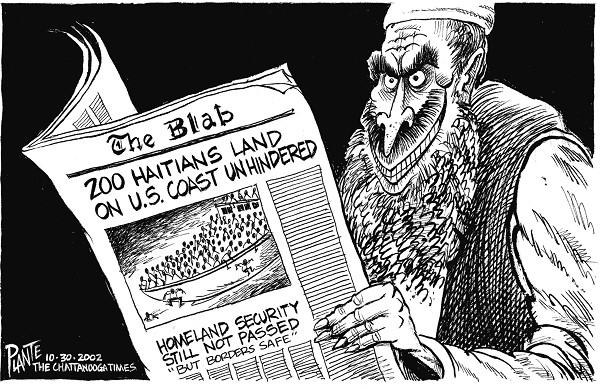 The Blab
200 HAITIANS LAND
ON U.S. COAST UNHINDERED
HOMELAND SECURITY
STILL NOT PASSED
"BUT BORDERS SAFE"
PLANTE
10.30.2002
THE CHATTANOOGA TIMES